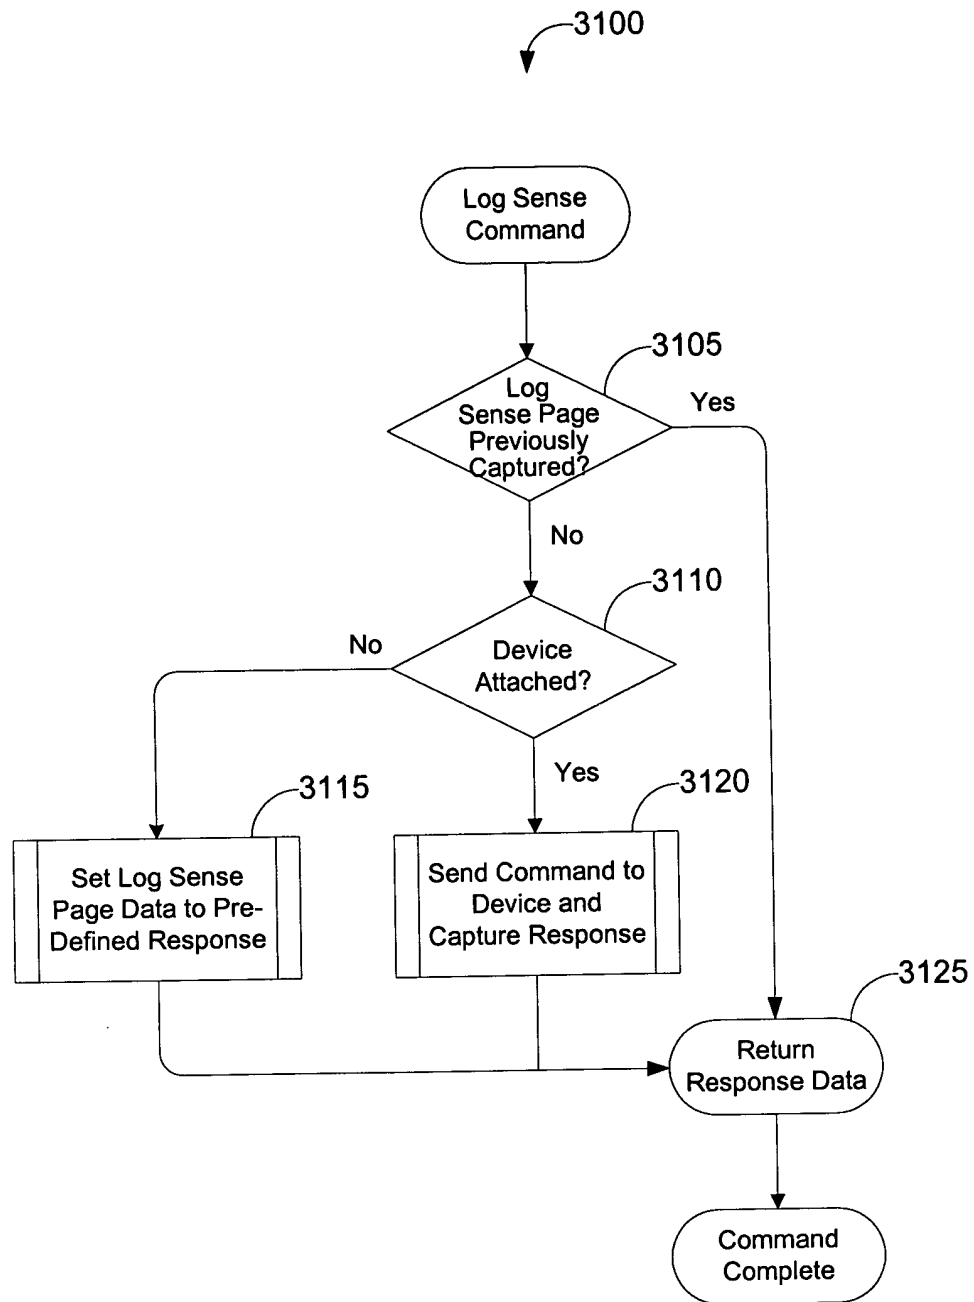 3100
Log Sense
Command
3105
Log
Sense Page
Previously
Captured?
Yes
No
3110
Device
Attached?
No
Yes
3115
Set Log Sense
Page Data to Pre-
Defined Response
3120
Send Command to
Device and
Capture Response
3125
Return
Response Data
Command
Complete